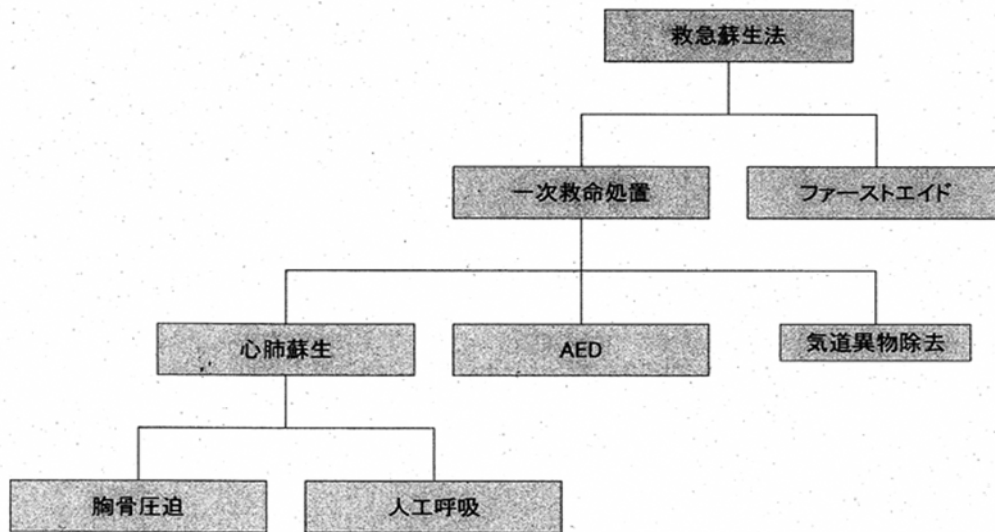 救急蘇生法
一次救命処置
ファーストエイド
心肺蘇生
AED
気道異物除去
胸骨圧迫
人工呼吸